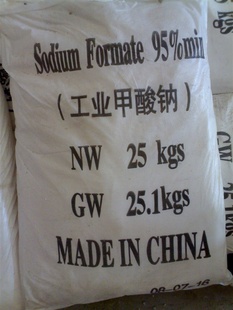 Sodium Formate 95%min
(工业甲酸钠)
NW 25 kgs
GW 25.1kgs
MADE IN CHINA